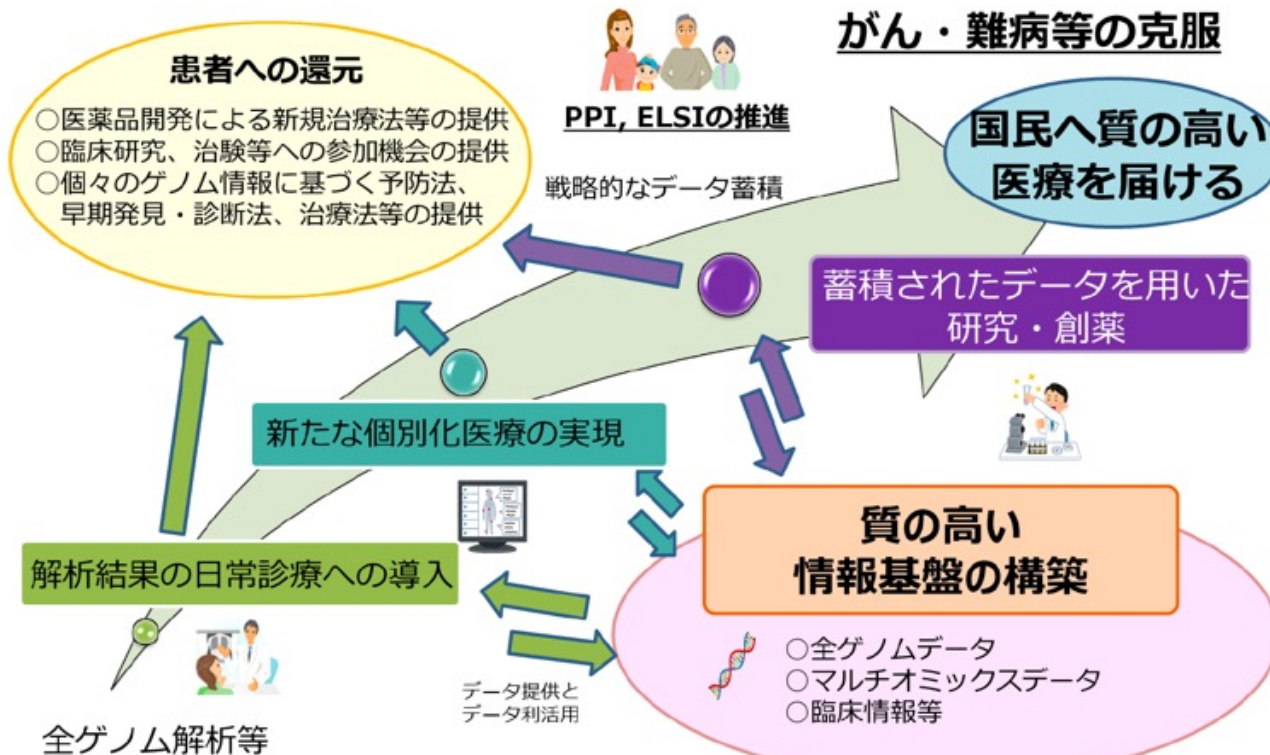 がん・難病等の克服
患者への還元
○医薬品開発による新規治療法等の提供
○臨床研究、治験等への参加機会の提供
○個々のゲノム情報に基づく予防法、
早期発見・診断法、治療法等の提供
PPI, ELSIの推進
戦略的なデータ蓄積
国民へ質の高い
医療を届ける
蓄積されたデータを用いた
研究・創薬
新たな個別化医療の実現
解析結果の日常診療への導入
質の高い
情報基盤の構築
○全ゲノムデータ
○マルチオミックスデータ
○臨床情報等
データ提供と
データ利活用
全ゲノム解析等